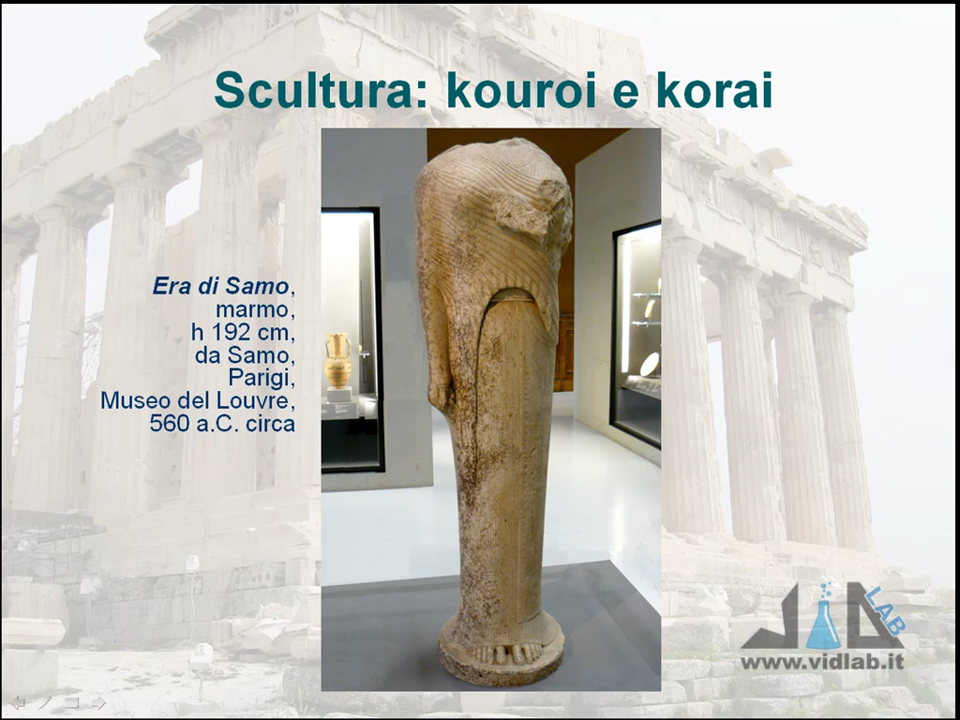 Scultura: kouroi e korai
Era di Samo,
marmo,
h 192 cm,
da Samo,
Parigi,
Museo del Louvre,
560 a.C. circa
LAB
www.vidlab.it